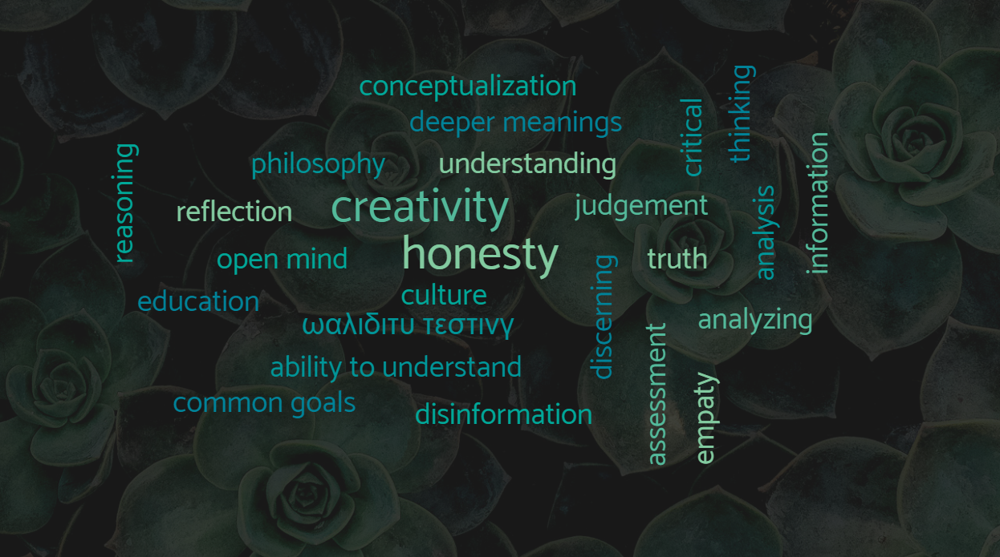 conceptualization
deeper meanings
critical
thinking
philosophy
understanding
reasoning
reflection
creativity
judgement
analysis
information
open mind
honesty
truth
education
culture
discerning
ωαλιδιτυ τεστινγ
analyzing
ability to understand
common goals
disinformation
assessment
empaty